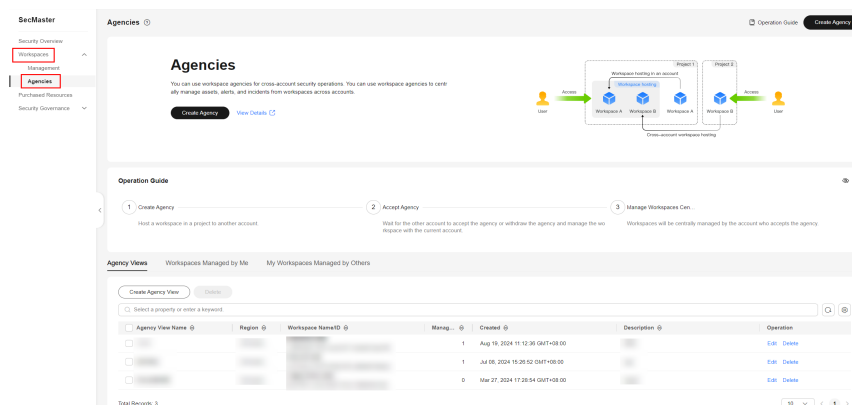 SecMaster
Security Overview
Workspaces
Management
Agencies
Purchased Resources
Security Governance
Agencies
Operation Guide
Create Agency
Agencies
You can use workspace agencies for cross-account security operations. You can use workspace agencies to centr
ally manage assets, alerts, and incidents from workspaces across accounts.
Create Agency
View Details
Project 1
Project 2
Workspace hosting in an account
Workspace hosting
Access
Access
User
Workspace A
Workspace B
Workspace A
Workspace B
User
Cross-account workspace hosting
Operation Guide
1
Create Agency
Host a workspace in a project to another account.
2
Accept Agency
Wait for the other account to accept the agency or withdraw the agency and manage the wo
rkspace with the current account.
3
Manage Workspaces Cen...
Workspaces will be centrally managed by the account who accepts the agency.
Agency Views
Workspaces Managed by Me
My Workspaces Managed by Others
Create Agency View
Delete
Select a property or enter a keyword.
Agency View Name
Region
Workspace Name/ID
Manag...
Created
Description
Operation
1
Aug 19, 2024 11:12:36 GMT+08:00
Edit
Delete
1
Jul 08, 2024 15:26:52 GMT+08:00
Edit
Delete
0
Mar 27, 2024 17:28:54 GMT+08:00
Edit
Delete
Total Records: 3
10
1